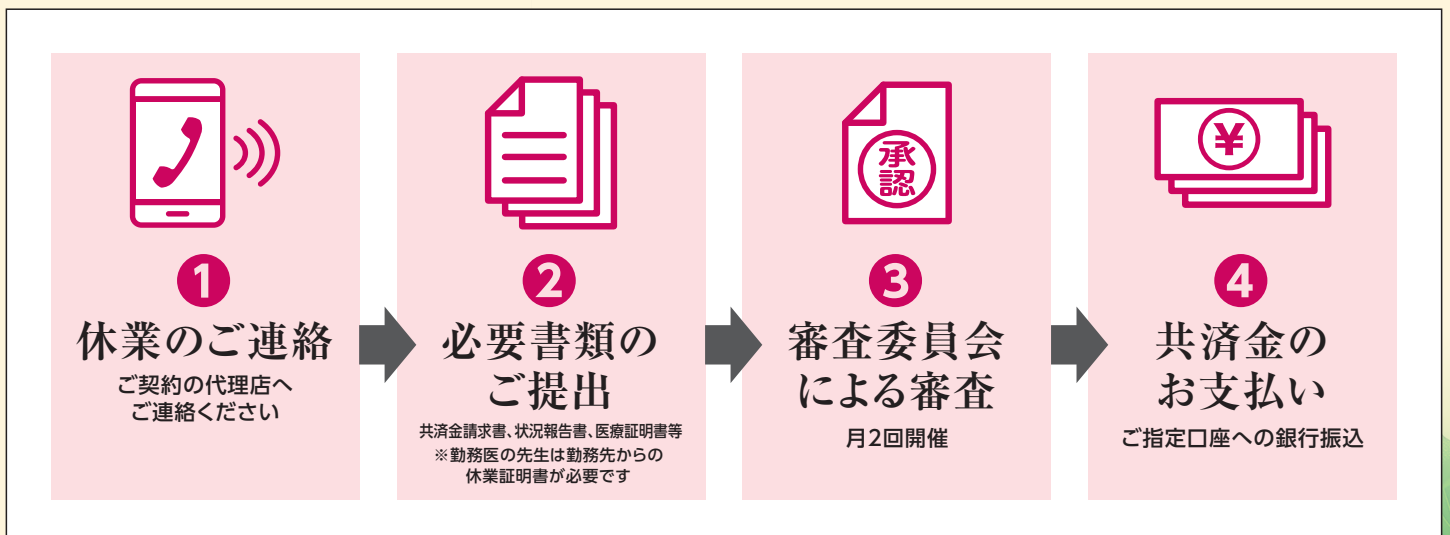 1
休業のご連絡
ご契約の代理店へ
ご連絡ください
2
必要書類の
ご提出
共済金請求書、状況報告書、医療証明書等
※勤務医の先生は勤務先からの
休業証明書が必要です
承
認
3
審査委員会
による審査
月2回開催
¥
4
共済金の
お支払い
ご指定口座への銀行振込